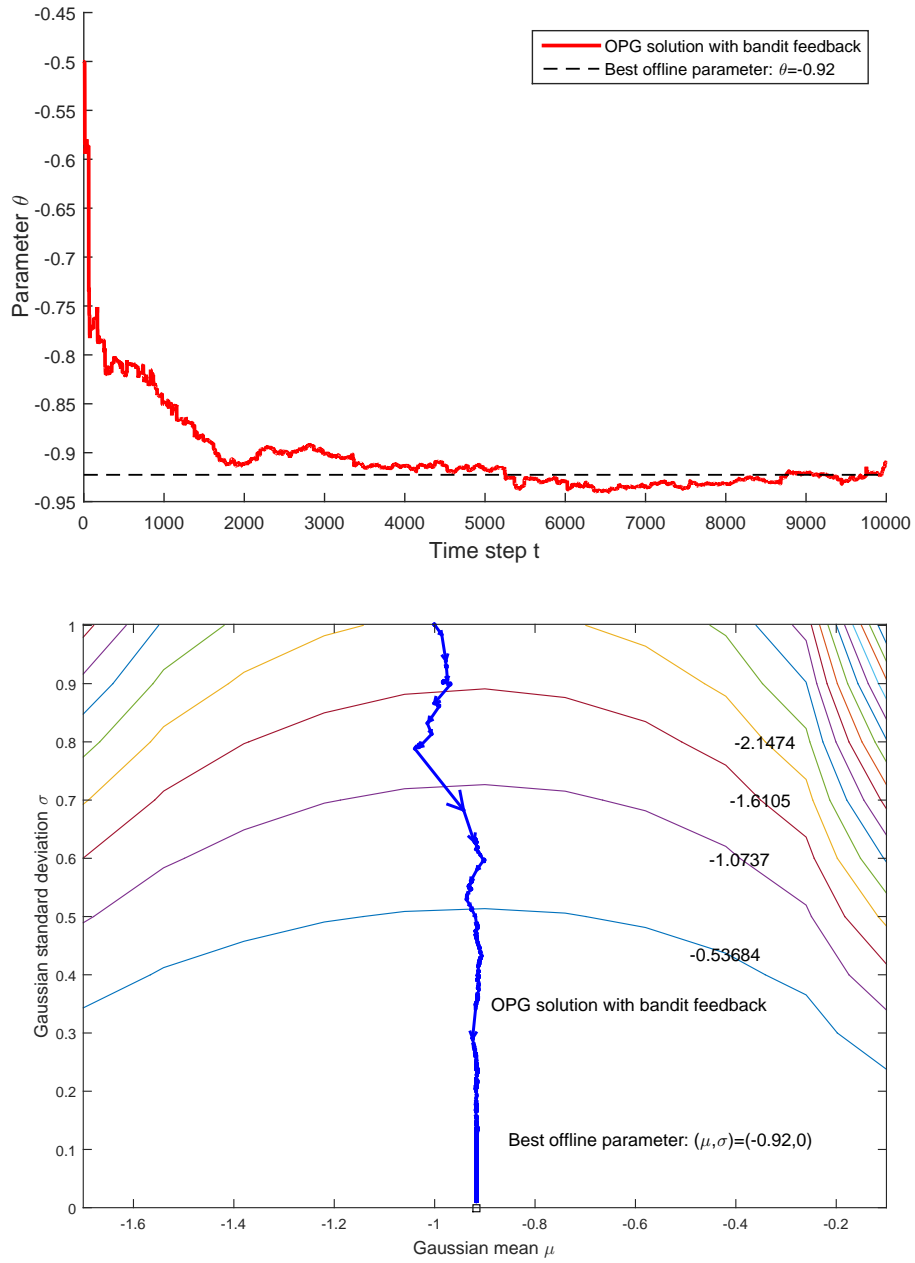 -0.45
OPG solution with bandit feedback
Best offline parameter: θ=-0.92
-0.5
-0.55
-0.6
-0.65
-0.7
-0.75
-0.8
-0.85
-0.9
-0.95
Parameter θ
0 1000 2000 3000 4000 5000 6000 7000 8000 9000 10000
Time step t
1
0.9
0.8
0.7
0.6
0.5
0.4
0.3
0.2
0.1
0
Gaussian standard deviation σ
-2.1474
-1.6105
-1.0737
-0.53684
OPG solution with bandit feedback
Best offline parameter: (μ,σ)=(-0.92,0)
-1.6 -1.4 -1.2 -1 -0.8 -0.6 -0.4 -0.2
Gaussian mean μ